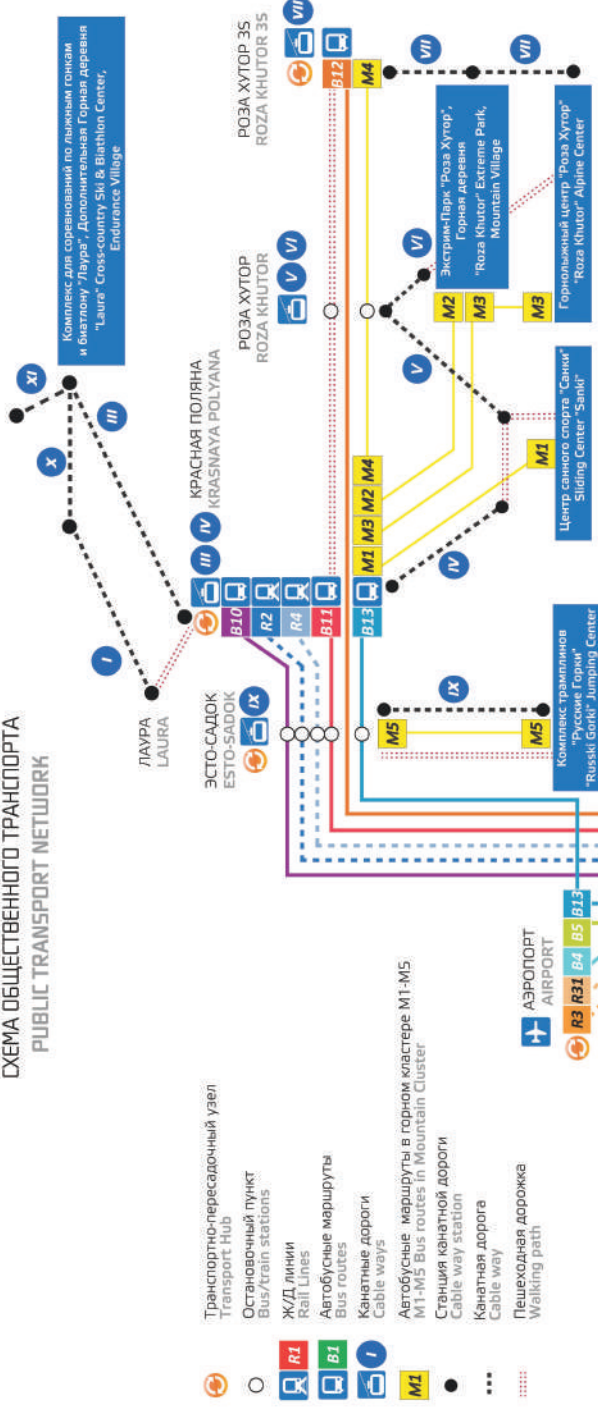 СХЕМА ОБЩЕСТВЕННОГО ТРАНСПОРТА
PUBLIC TRANSPORT NETWORK
Транспортно-пересадочный узел
Transport Hub
Остановочный пункт
Bus/train stations
R1
Ж/Д линии
Rail Lines
B1
Автобусные маршруты
Bus routes
I
Канатные дороги
Cable ways
M1
Автобусные маршруты в горном кластере М1-М5
M1-M5 Bus routes in Mountain Cluster
Станция канатной дороги
Cable way station
Канатная дорога
Cable way
Пешеходная дорожка
Walking path
АЭРОПОРТ
AIRPORT
R3 R31 B4 B5 B13
ЛАУРА
LAURA
I
X
XI
III
Комплекс для соревнований по лыжным гонкам
и биатлону "Лаура", Дополнительная Горная деревня
"Laura" Cross-country Ski & Biathlon Center,
Endurance Village
ЭСТО-САДОК
ESTO-SADOK
IX
КРАСНАЯ ПОЛЯНА
KRASNAYA POLYANA
III IV
B10
R2
R4
B11
B13
M1 M3 M2 M4
РОЗА ХУТОР
ROZA KHUTOR
V VI
РОЗА ХУТОР 3S
ROZA KHUTOR 3S
VII
B12
M4
VII
VII
M5
IX
M5
Комплекс трамплинов
"Русские Горки"
"Russki Gorki" Jumping Center
IV
V
VI
M1
Центр санного спорта "Санки"
Sliding Center "Sanki"
M2
M3
Экстрим-Парк "Роза Хутор",
Горная деревня
"Roza Khutor" Extreme Park,
Mountain Village
M3
Горнолыжный центр "Роза Хутор"
"Roza Khutor" Alpine Center